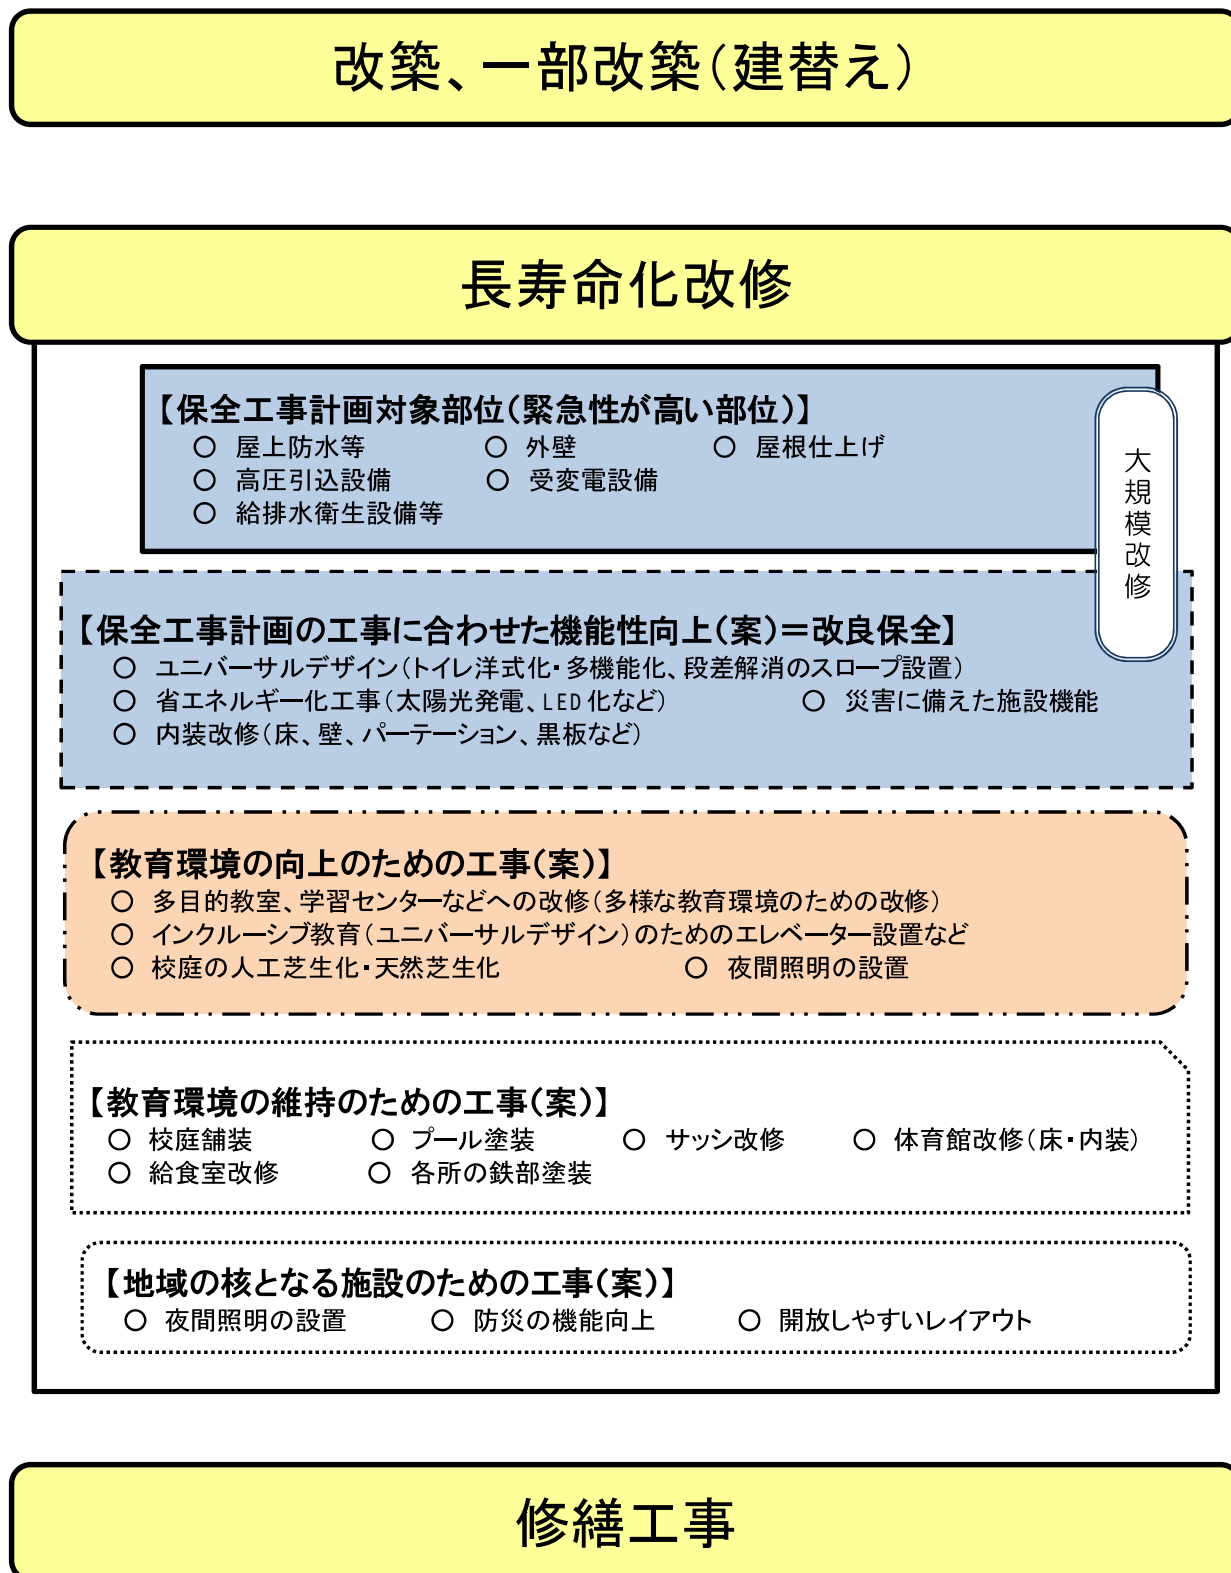 改築、一部改築（建替え）
長寿命化改修
【保全工事計画対象部位（緊急性が高い部位）】
○ 屋上防水等 ○ 外壁 ○ 屋根仕上げ
○ 高圧引込設備 ○ 受変電設備
○ 給排水衛生設備等
大規模改修
【保全工事計画の工事に合わせた機能性向上（案）＝改良保全】
○ ユニバーサルデザイン（トイレ洋式化・多機能化、段差解消のスロープ設置）
○ 省エネルギー化工事（太陽光発電、LED化など） ○ 災害に備えた施設機能
○ 内装改修（床、壁、パーテーション、黒板など）
【教育環境の向上のための工事（案）】
○ 多目的教室、学習センターなどへの改修（多様な教育環境のための改修）
○ インクルーシブ教育（ユニバーサルデザイン）のためのエレベーター設置など
○ 校庭の人工芝生化・天然芝生化 ○ 夜間照明の設置
【教育環境の維持のための工事（案）】
○ 校庭舗装 ○ プール塗装 ○ サッシ改修 ○ 体育館改修（床・内装）
○ 給食室改修 ○ 各所の鉄部塗装
【地域の核となる施設のための工事（案）】
○ 夜間照明の設置 ○ 防災の機能向上 ○ 開放しやすいレイアウト
修繕工事